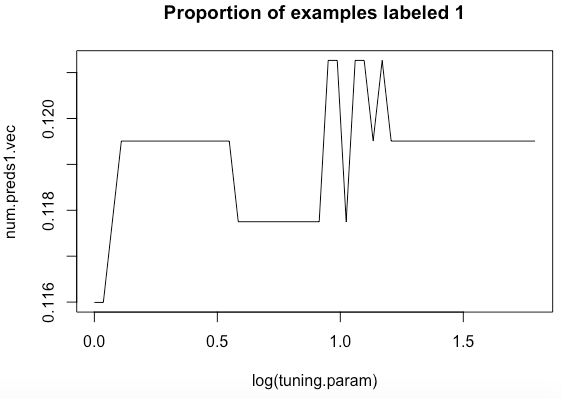 Proportion of examples labeled 1
num.preds1.vec
0.120
0.118
0.116
0.0 0.5 1.0 1.5
log(tuning.param)